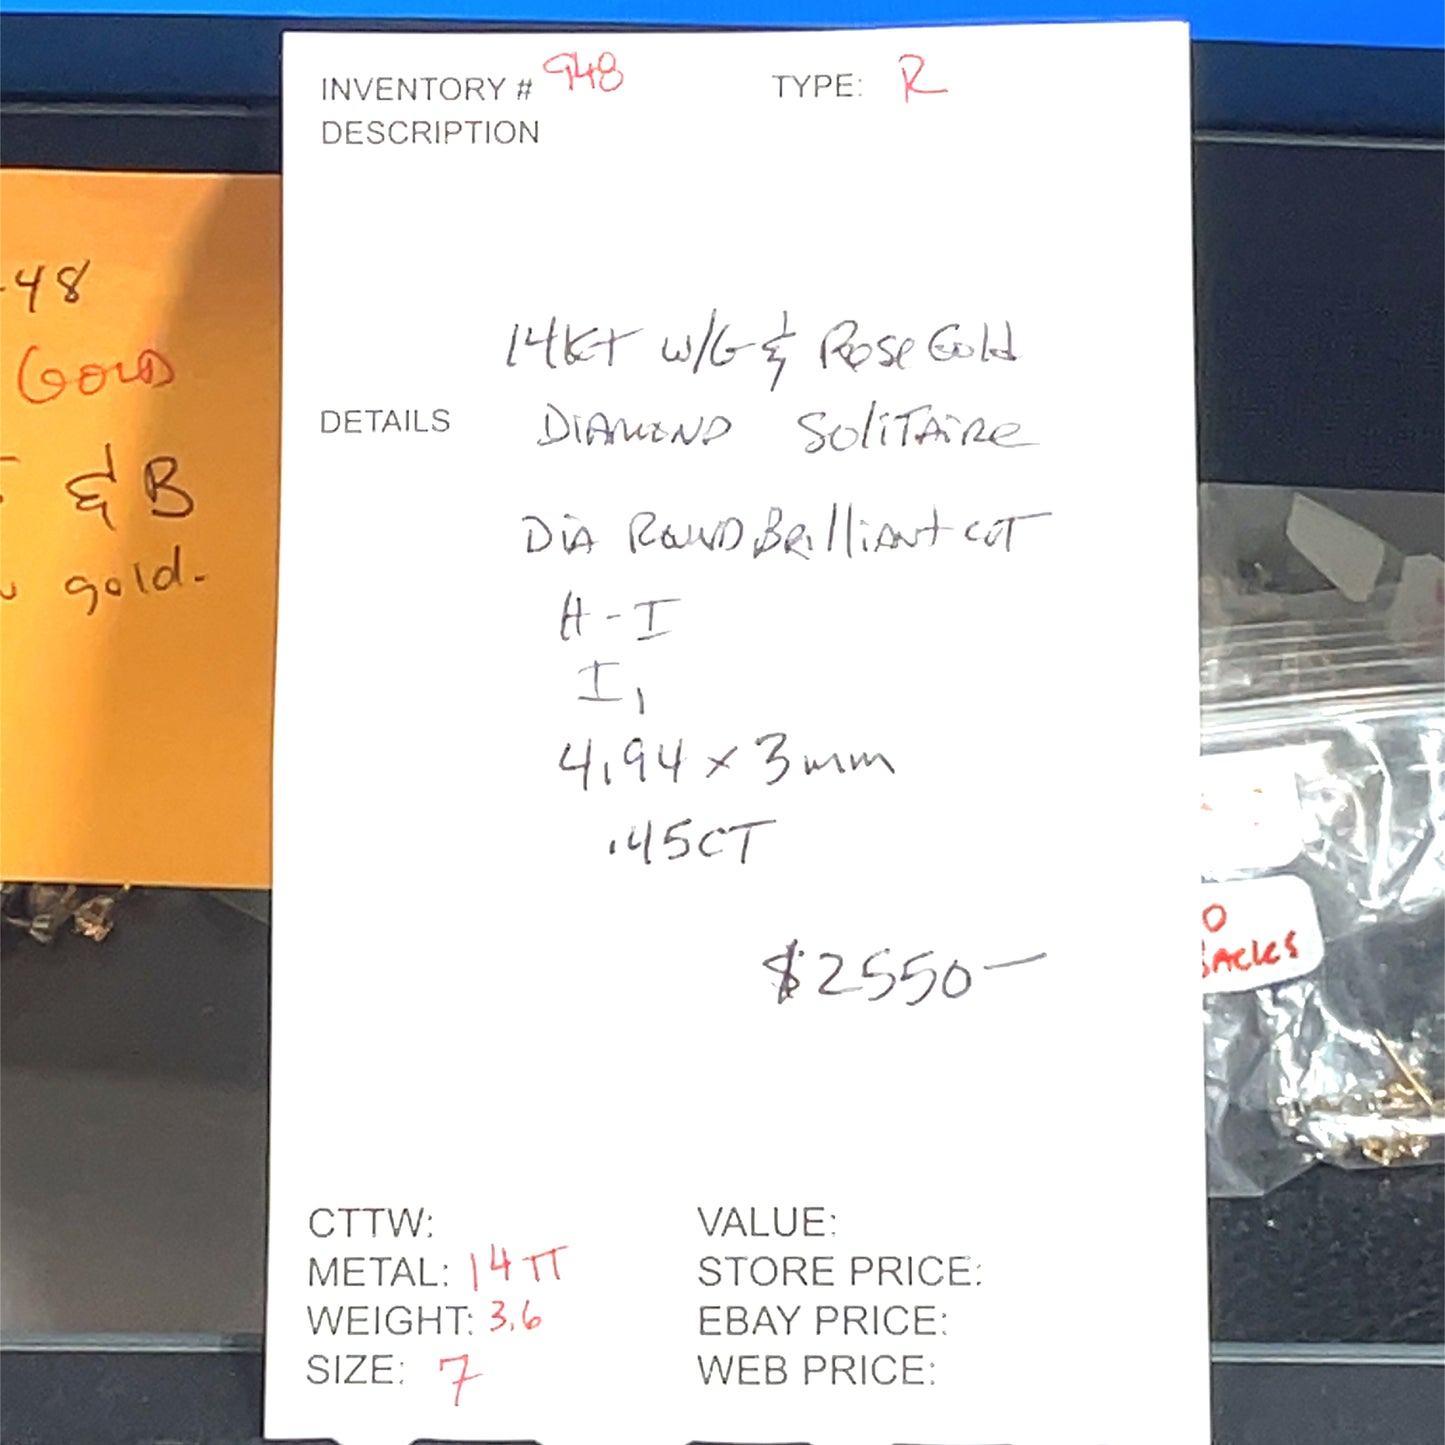 INVENTORY # 948 TYPE: R
DESCRIPTION
14KT W/G & Rose Gold
DETAILS DIAMOND SOLITAIRE
DIA ROUND BRILLIANT CUT
H-I
I1
4.94 x 3mm
.45CT
$2550-
CTTW: VALUE:
METAL: 14TT STORE PRICE:
WEIGHT: 3.6 EBAY PRICE:
SIZE: 7 WEB PRICE:
48
GOLD
& B
gold.